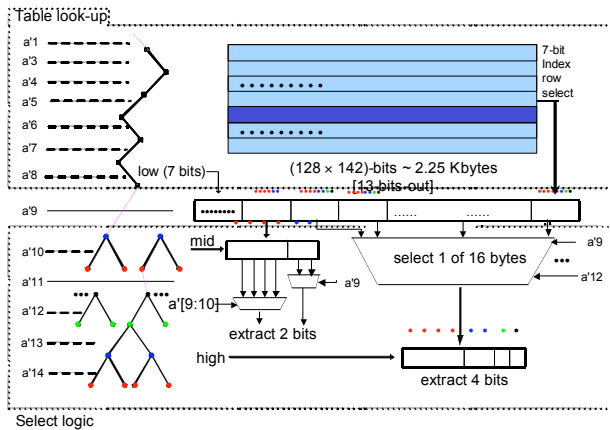 Table look-up
a'1
a'3
a'4
a'5
a'6
a'7
a'8
7-bit
Index
row
select
(128 × 142)-bits ~ 2.25 Kbytes
[13-bits-out]
low (7 bits)
a'9
a'10
a'11
a'12
a'13
a'14
mid
a'[9:10]
a'9
extract 2 bits
select 1 of 16 bytes
a'9
a'12
high
extract 4 bits
Select logic